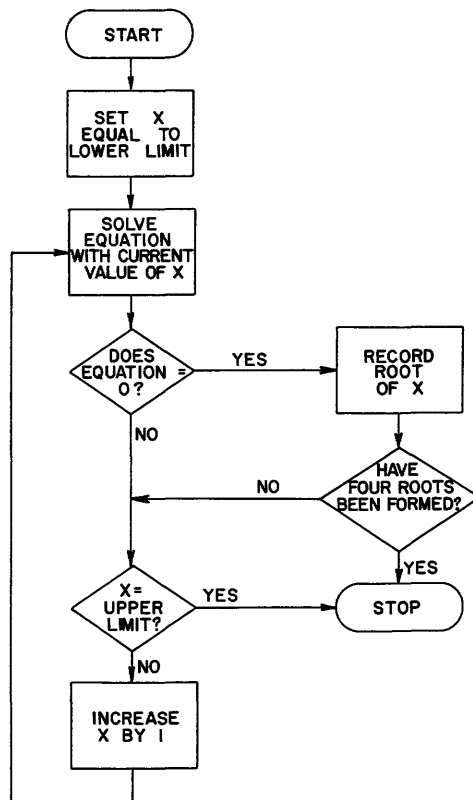 START
SET X
EQUAL TO
LOWER LIMIT
SOLVE
EQUATION
WITH CURRENT
VALUE OF X
DOES
EQUATION =
0?
YES
RECORD
ROOT
OF X
NO
HAVE
FOUR ROOTS
BEEN FORMED?
NO
YES
X=
UPPER
LIMIT?
YES
STOP
NO
INCREASE
X BY 1